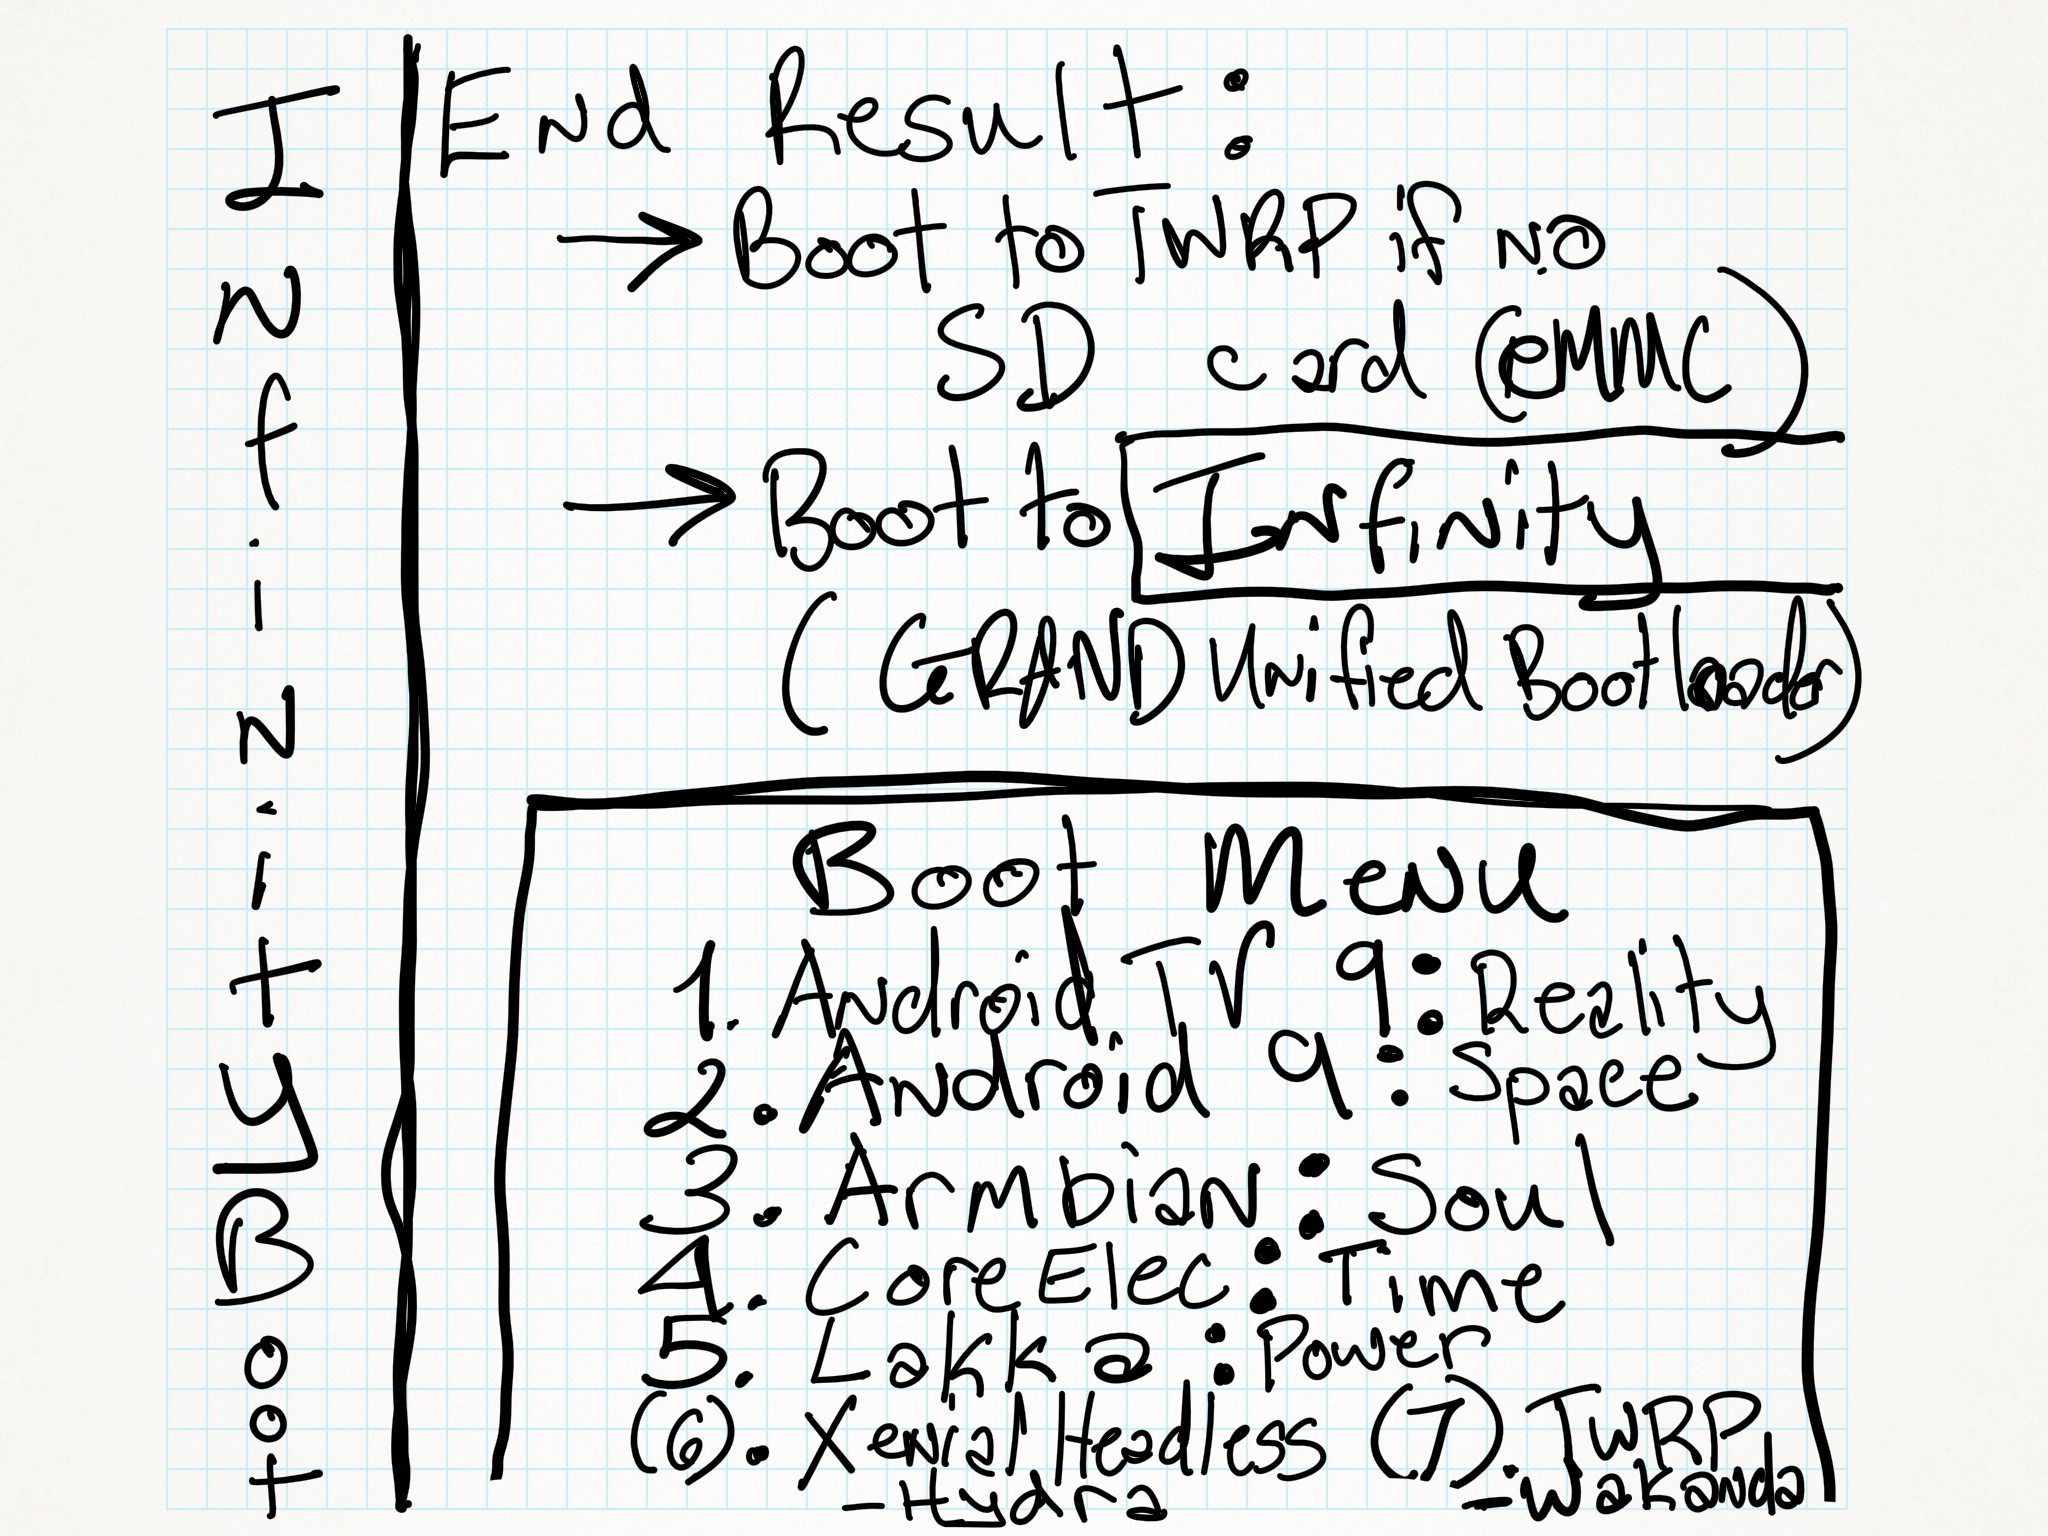 InfinityBoot
End Result:
→ Boot to TWRP if no
SD card (eMMC)
→ Boot to Infinity
(GRAND Unified Bootloader)
Boot Menu
1. Android TV 9: Reality
2. Android 9: Space
3. Armbian: Soul
4. CoreElec: Time
5. Lakka: Power
(6). Xenial Headless (7). TWRP
- Hydra - Wakanda